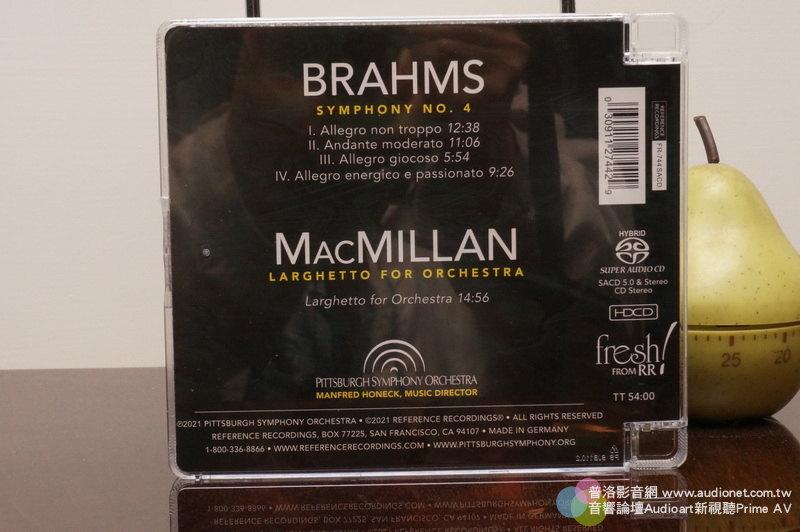 BRAHMS
SYMPHONY NO. 4
I. Allegro non troppo 12:38
II. Andante moderato 11:06
III. Allegro giocoso 5:54
IV. Allegro energico e passionato 9:26
MACMILLAN
LARGHETTO FOR ORCHESTRA
Larghetto for Orchestra 14:56
PITTSBURGH SYMPHONY ORCHESTRA
MANFRED HONECK, MUSIC DIRECTOR
℗2021 PITTSBURGH SYMPHONY ORCHESTRA • ©2021 REFERENCE RECORDINGS® • ALL RIGHTS RESERVED
REFERENCE RECORDINGS, BOX 77225, SAN FRANCISCO, CA 94107 • MADE IN GERMANY
1-800-336-8866 • WWW.REFERENCERECORDINGS.COM • WWW.PITTSBURGHSYMPHONY.ORG
0 30911 27442 9
REFERENCE RECORDINGS
FR-744SACD
HYBRID
SUPER AUDIO CD
SACD 5.0 & Stereo
CD Stereo
HDCD
fresh!
FROM RR
TT 54:00
25
20
普洛影音網 www.audionet.com.tw
音響論壇Audioart新視聽Prime AV